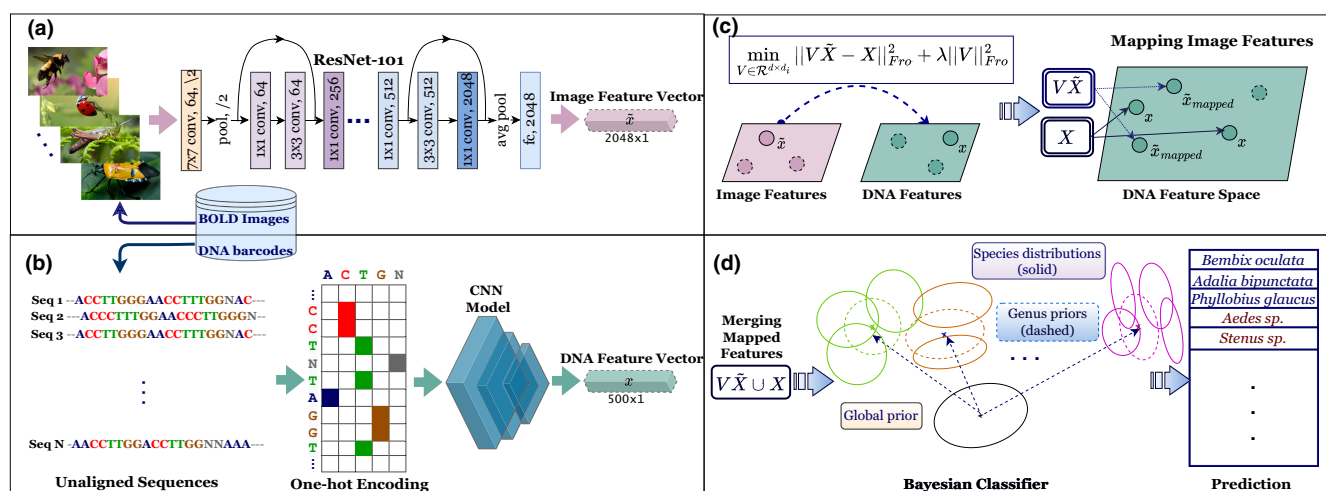 (a)
ResNet-101
7x7 conv, 64, \2
pool, /2
1x1 conv, 64
3x3 conv, 64
1x1 conv, 256
1x1 conv, 512
3x3 conv, 512
1x1 conv, 2048
avg pool
fc, 2048
Image Feature Vector
x̃
2048x1
BOLD Images
DNA barcodes
(b)
Seq 1 --ACCTTGGGAACCTTTGGNAC---
Seq 2 --ACCCTTTGGAACCCTTGGGN-
Seq 3 --ACCTTGGGAACCTTTGGNAC-
Seq N --AACCTTGGACCTTGGNNAAA---
Unaligned Sequences
A C T G N
C
C
T
N
T
A
G
G
T
One-hot Encoding
CNN
Model
DNA Feature Vector
x
500x1
(c)
min V∈R^{d×d_i} ||VX̃ − X||²_{Fro} + λ||V||²_{Fro}
x̃
x
Image Features
DNA Features
Mapping Image Features
VX̃
X
x̃_{mapped}
x
x̃_{mapped}
x
DNA Feature Space
(d)
Merging
Mapped
Features
VX̃ ∪ X
Species distributions
(solid)
Genus priors
(dashed)
...
Global prior
Bayesian Classifier
Bembix oculata
Adalia bipunctata
Phyllobius glaucus
Aedes sp.
Stenus sp.
Prediction